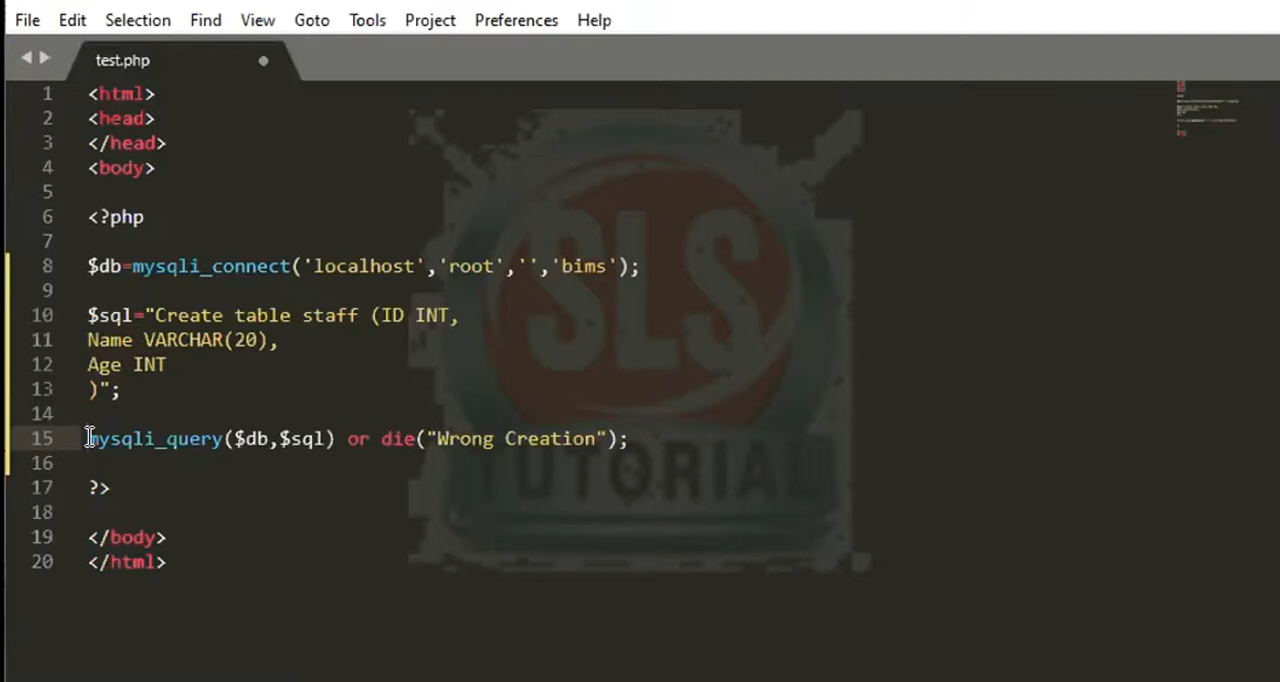 File Edit Selection Find View Goto Tools Project Preferences Help
test.php
1 <html>
2 <head>
3 </head>
4 <body>
5
6 <?php
7
8 $db=mysqli_connect('localhost','root','','bims');
9
10 $sql="Create table staff (ID INT,
11 Name VARCHAR(20),
12 Age INT
13 )";
14
15 mysqli_query($db,$sql) or die("Wrong Creation");
16
17 ?>
18
19 </body>
20 </html>
SLS
TUTORIAL